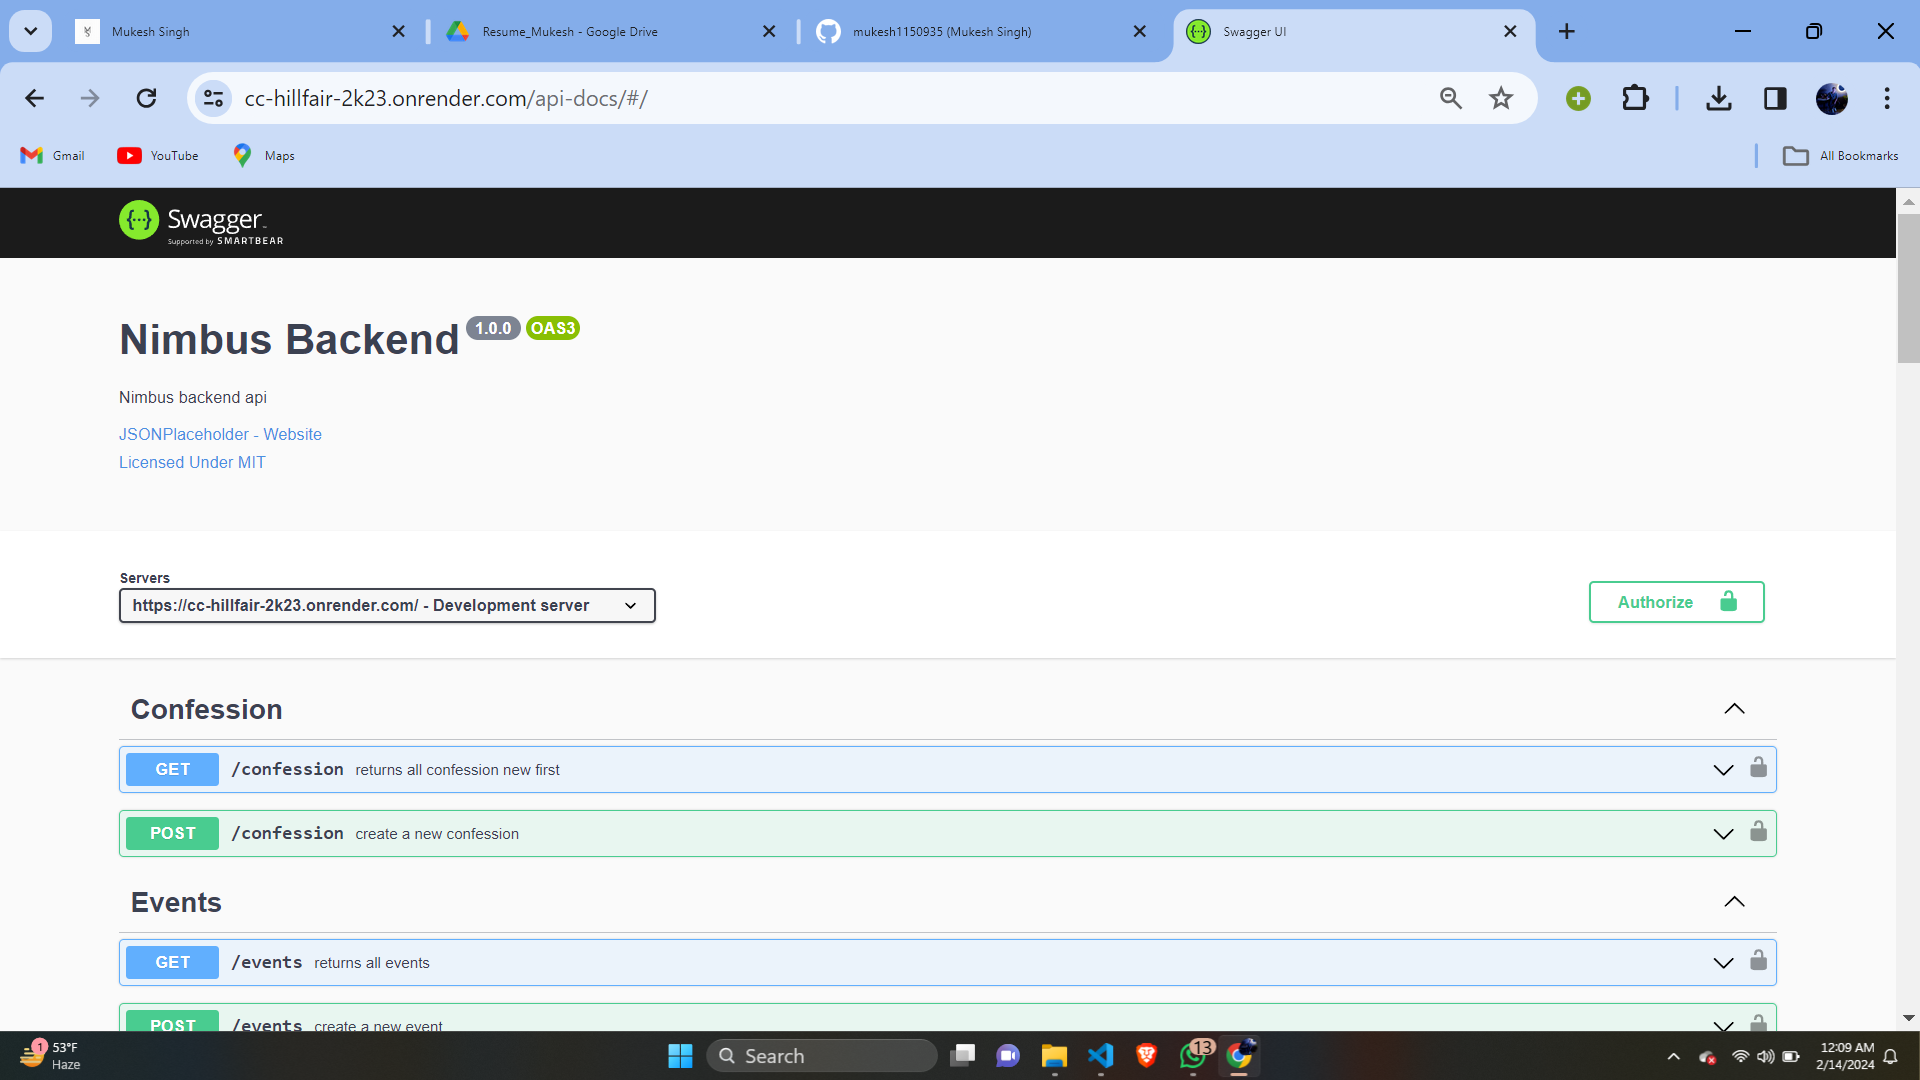 Mukesh Singh
Resume_Mukesh - Google Drive
mukesh1150935 (Mukesh Singh)
Swagger UI
cc-hillfair-2k23.onrender.com/api-docs/#/
Gmail
YouTube
Maps
All Bookmarks
{···} Swagger
Supported by SMARTBEAR
Nimbus Backend 1.0.0 OAS3
Nimbus backend api
JSONPlaceholder - Website
Licensed Under MIT
Servers
https://cc-hillfair-2k23.onrender.com/ - Development server
Authorize
Confession
GET /confession returns all confession new first
POST /confession create a new confession
Events
GET /events returns all events
POST /events create a new event
1
53°F
Haze
Search
13
12:09 AM
2/14/2024